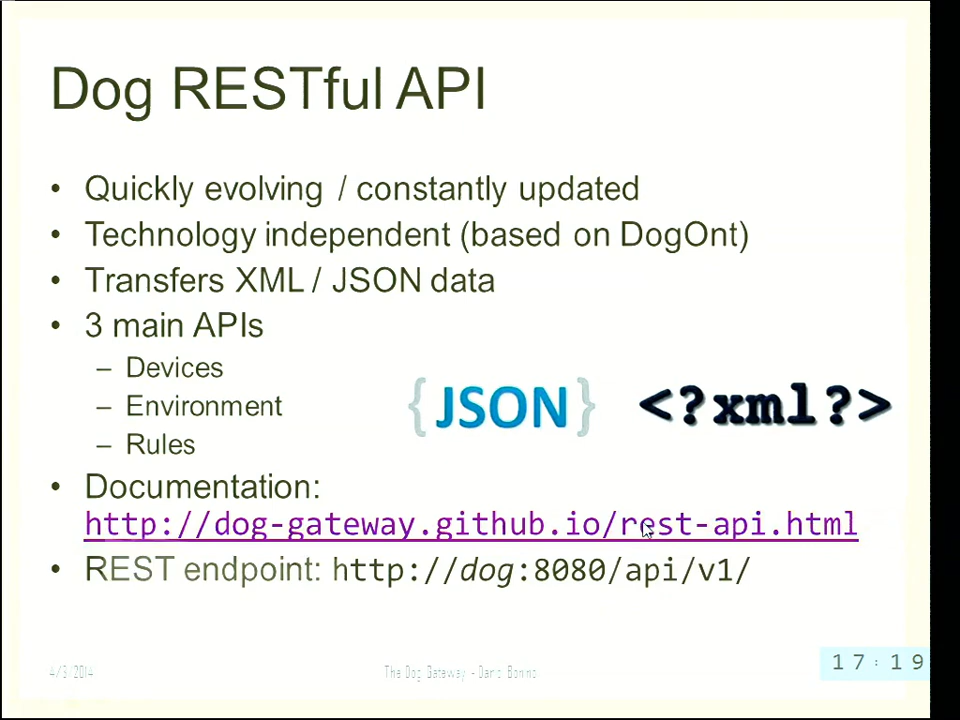 Dog RESTful API
• Quickly evolving / constantly updated
• Technology independent (based on DogOnt)
• Transfers XML / JSON data
• 3 main APIs
– Devices
– Environment
– Rules
{JSON} <?xml?>
• Documentation:
http://dog-gateway.github.io/rest-api.html
• REST endpoint: http://dog:8080/api/v1/
4/3/2014
The Dog Gateway - Dario Bonino
17:19